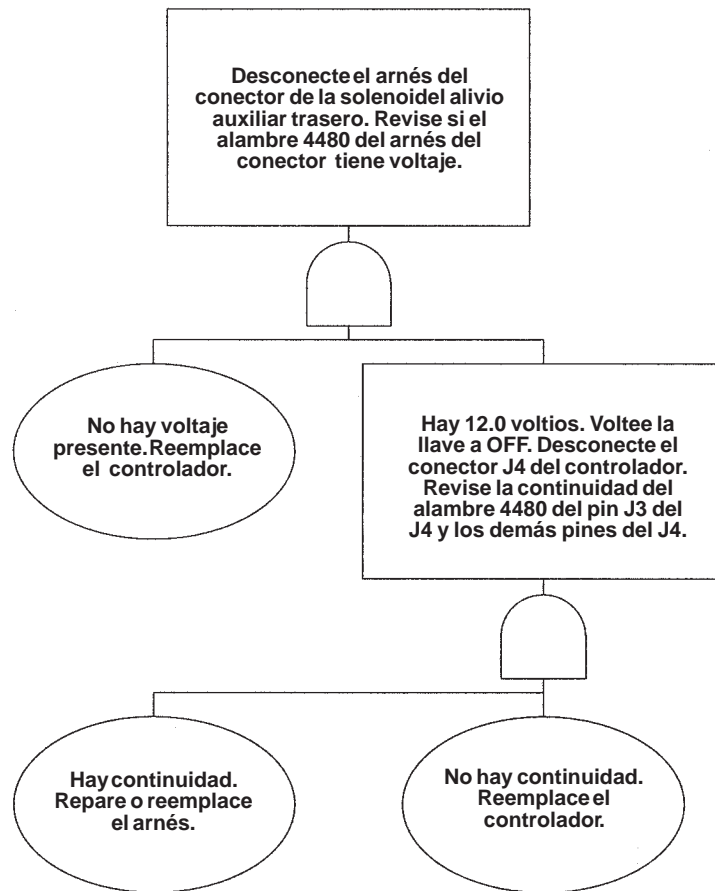 Desconecte el arnés del
conector de la solenoidel alivio
auxiliar trasero. Revise si el
alambre 4480 del arnés del
conector tiene voltaje.
No hay voltaje
presente.Reemplace
el controlador.
Hay 12.0 voltios. Voltee la
llave a OFF. Desconecte el
conector J4 del controlador.
Revise la continuidad del
alambre 4480 del pin J3 del
J4 y los demás pines del J4.
Hay continuidad.
Repare o reemplace
el arnés.
No hay continuidad.
Reemplace el
controlador.